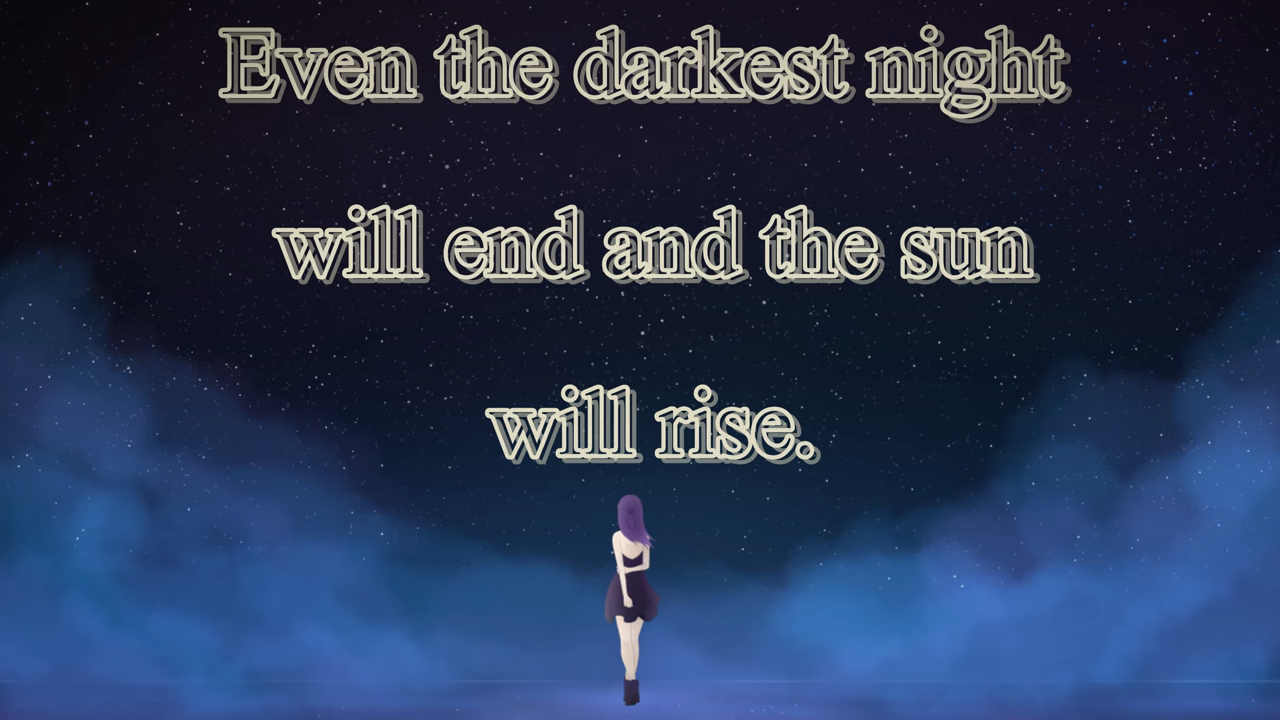 Even the darkest night
will end and the sun
will rise.